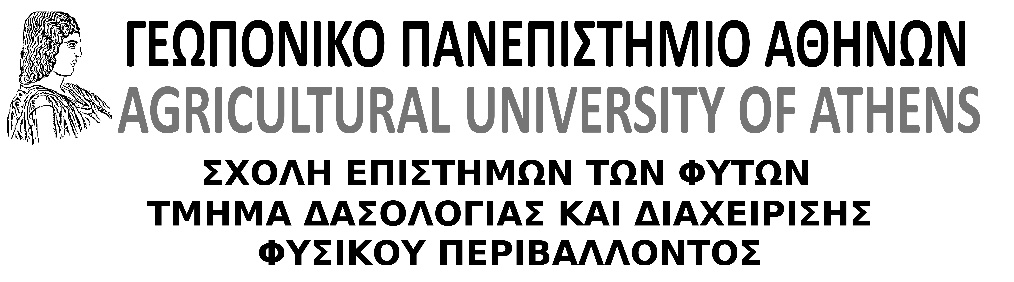 ΓΕΩΠΟΝΙΚΟ ΠΑΝΕΠΙΣΤΗΜΙΟ ΑΘΗΝΩΝ
AGRICULTURAL UNIVERSITY OF ATHENS
ΣΧΟΛΗ ΕΠΙΣΤΗΜΩΝ ΤΩΝ ΦΥΤΩΝ
ΤΜΗΜΑ ΔΑΣΟΛΟΓΙΑΣ ΚΑΙ ΔΙΑΧΕΙΡΙΣΗΣ
ΦΥΣΙΚΟΥ ΠΕΡΙΒΑΛΛΟΝΤΟΣ